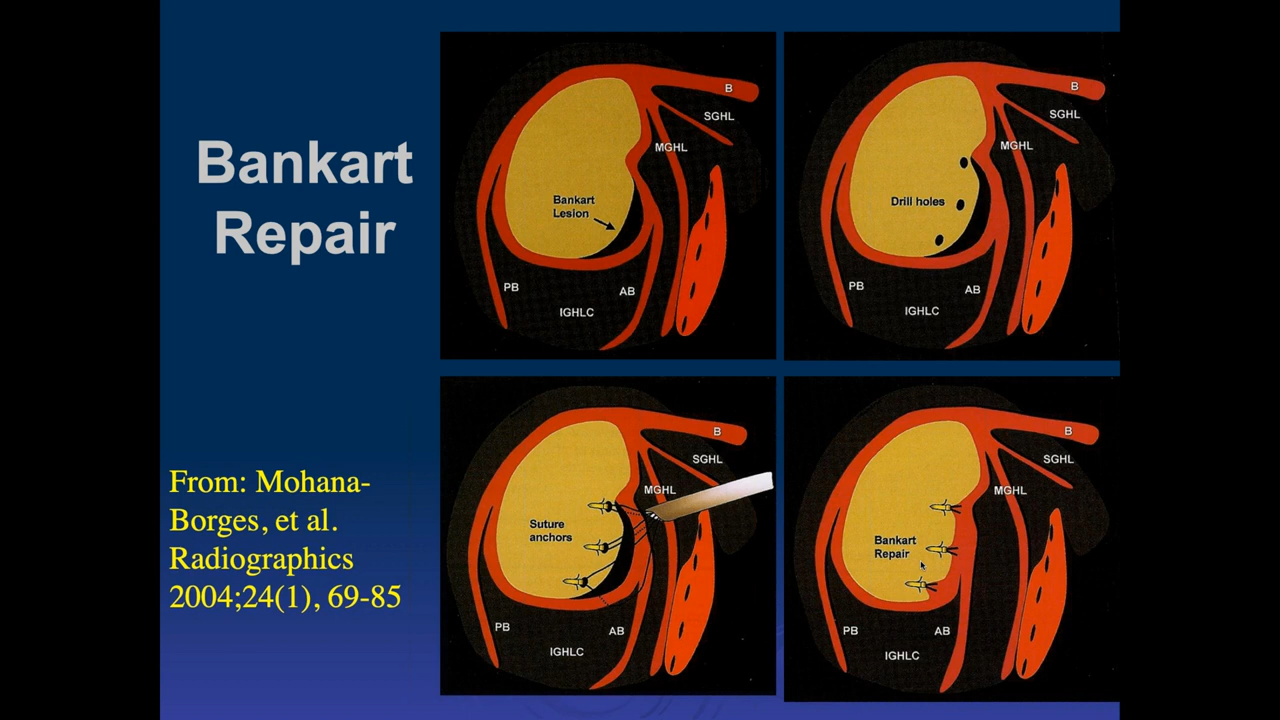 Bankart
Repair
From: Mohana-
Borges, et al.
Radiographics
2004;24(1), 69-85
B
SGHL
MGHL
Bankart
Lesion
PB
AB
IGHLC
B
SGHL
MGHL
Drill holes
PB
AB
IGHLC
B
SGHL
MGHL
Suture
anchors
PB
AB
IGHLC
B
SGHL
MGHL
Bankart
Repair
PB
AB
IGHLC